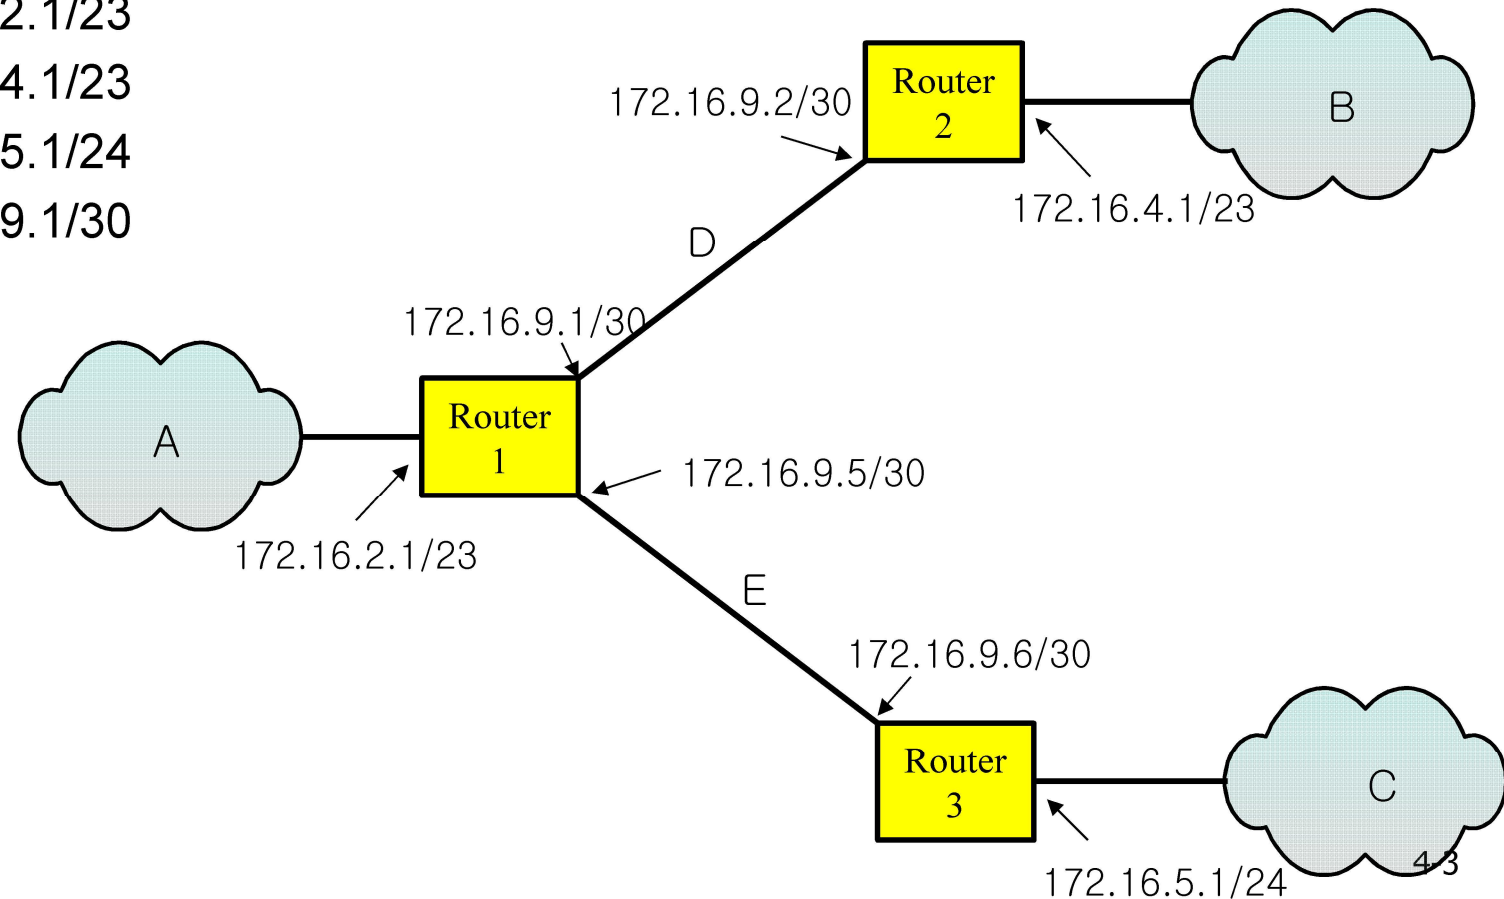 2.1/23
4.1/23
5.1/24
9.1/30
172.16.9.2/30
Router
2
B
172.16.4.1/23
D
172.16.9.1/30
A
Router
1
172.16.9.5/30
172.16.2.1/23
E
172.16.9.6/30
Router
3
C
4-3
172.16.5.1/24